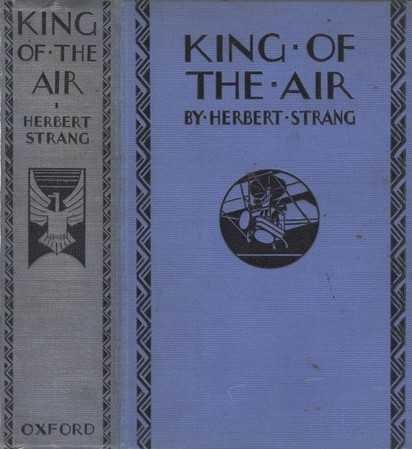 KING
OF·THE
AIR
HERBERT
STRANG
OXFORD
KING·OF
THE·AIR
BY·HERBERT·STRANG